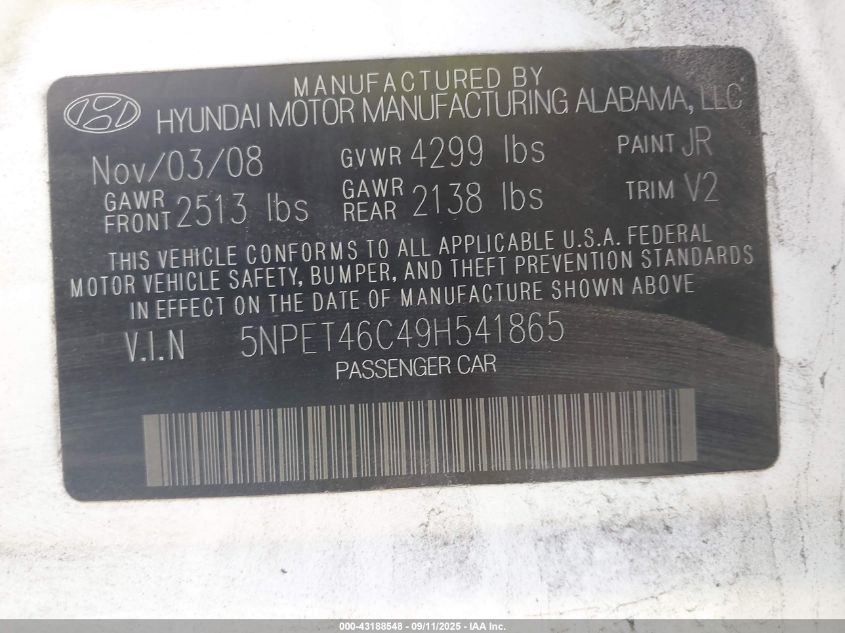 MANUFACTURED BY
HYUNDAI MOTOR MANUFACTURING ALABAMA, LLC
Nov/03/08 GVWR 4299 lbs PAINT JR
GAWR FRONT 2513 lbs GAWR REAR 2138 lbs TRIM V2
THIS VEHICLE CONFORMS TO ALL APPLICABLE U.S.A. FEDERAL
MOTOR VEHICLE SAFETY, BUMPER, AND THEFT PREVENTION STANDARDS
IN EFFECT ON THE DATE OF MANUFACTURE SHOWN ABOVE
V.I.N 5NPET46C49H541865
PASSENGER CAR
000-43188548 - 09/11/2025 - IAA Inc.